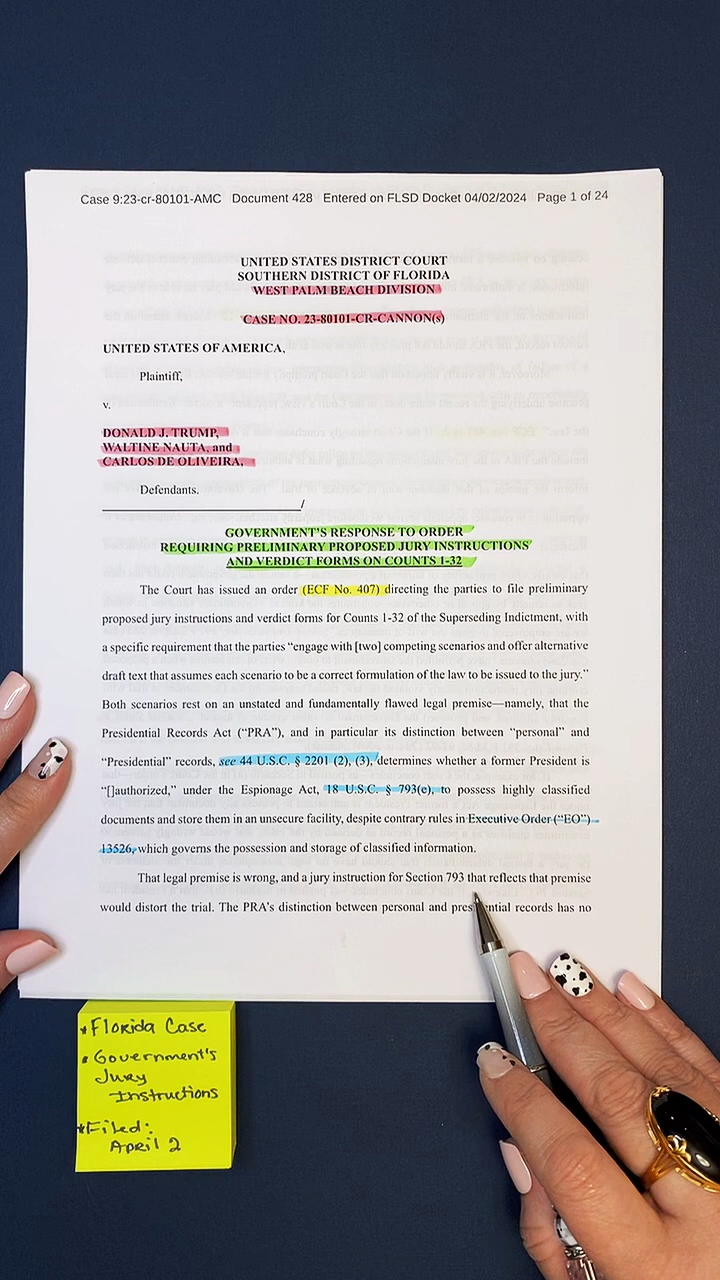 Case 9:23-cr-80101-AMC Document 428 Entered on FLSD Docket 04/02/2024 Page 1 of 24
UNITED STATES DISTRICT COURT
SOUTHERN DISTRICT OF FLORIDA
WEST PALM BEACH DIVISION
CASE NO. 23-80101-CR-CANNON(s)
UNITED STATES OF AMERICA,
Plaintiff,
v.
DONALD J. TRUMP,
WALTINE NAUTA, and
CARLOS DE OLIVEIRA,
Defendants.
/
GOVERNMENT'S RESPONSE TO ORDER
REQUIRING PRELIMINARY PROPOSED JURY INSTRUCTIONS
AND VERDICT FORMS ON COUNTS 1-32
The Court has issued an order (ECF No. 407) directing the parties to file preliminary
proposed jury instructions and verdict forms for Counts 1-32 of the Superseding Indictment, with
a specific requirement that the parties “engage with [two] competing scenarios and offer alternative
draft text that assumes each scenario to be a correct formulation of the law to be issued to the jury.”
Both scenarios rest on an unstated and fundamentally flawed legal premise—namely, that the
Presidential Records Act (“PRA”), and in particular its distinction between “personal” and
“Presidential” records, see 44 U.S.C. § 2201 (2), (3), determines whether a former President is
“[]authorized,” under the Espionage Act, 18 U.S.C. § 793(e), to possess highly classified
documents and store them in an unsecure facility, despite contrary rules in Executive Order (“EO”)
13526, which governs the possession and storage of classified information.
That legal premise is wrong, and a jury instruction for Section 793 that reflects that premise
would distort the trial. The PRA's distinction between personal and presidential records has no
*Florida Case
*Government's
Jury
Instructions
*Filed:
April 2